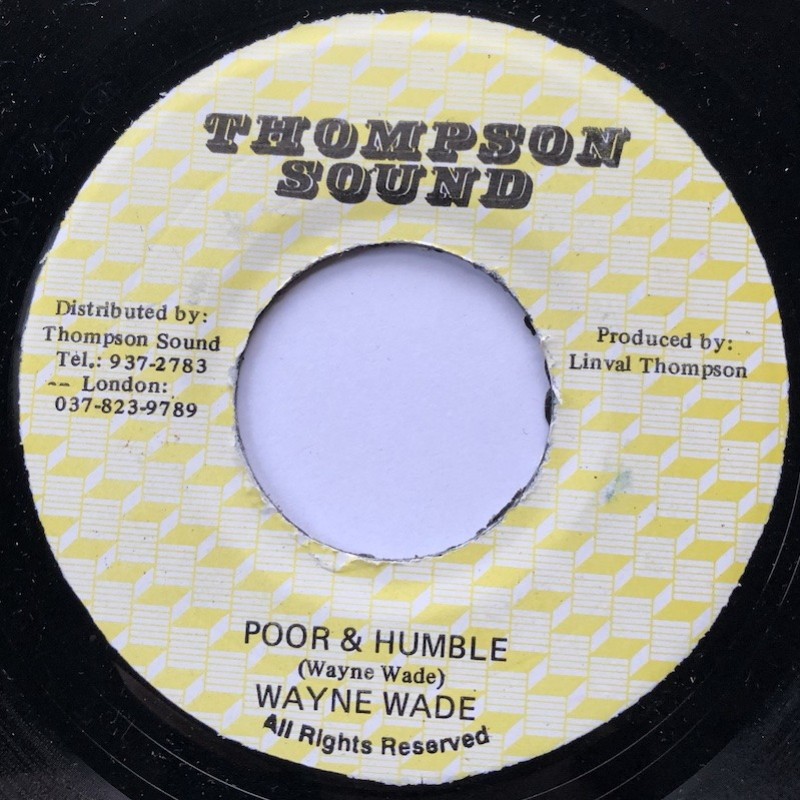 THOMPSON
SOUND
Distributed by:
Thompson Sound
Tel.: 937-2783
-- London:
037-823-9789
Produced by:
Linval Thompson
POOR & HUMBLE
(Wayne Wade)
WAYNE WADE
All Rights Reserved